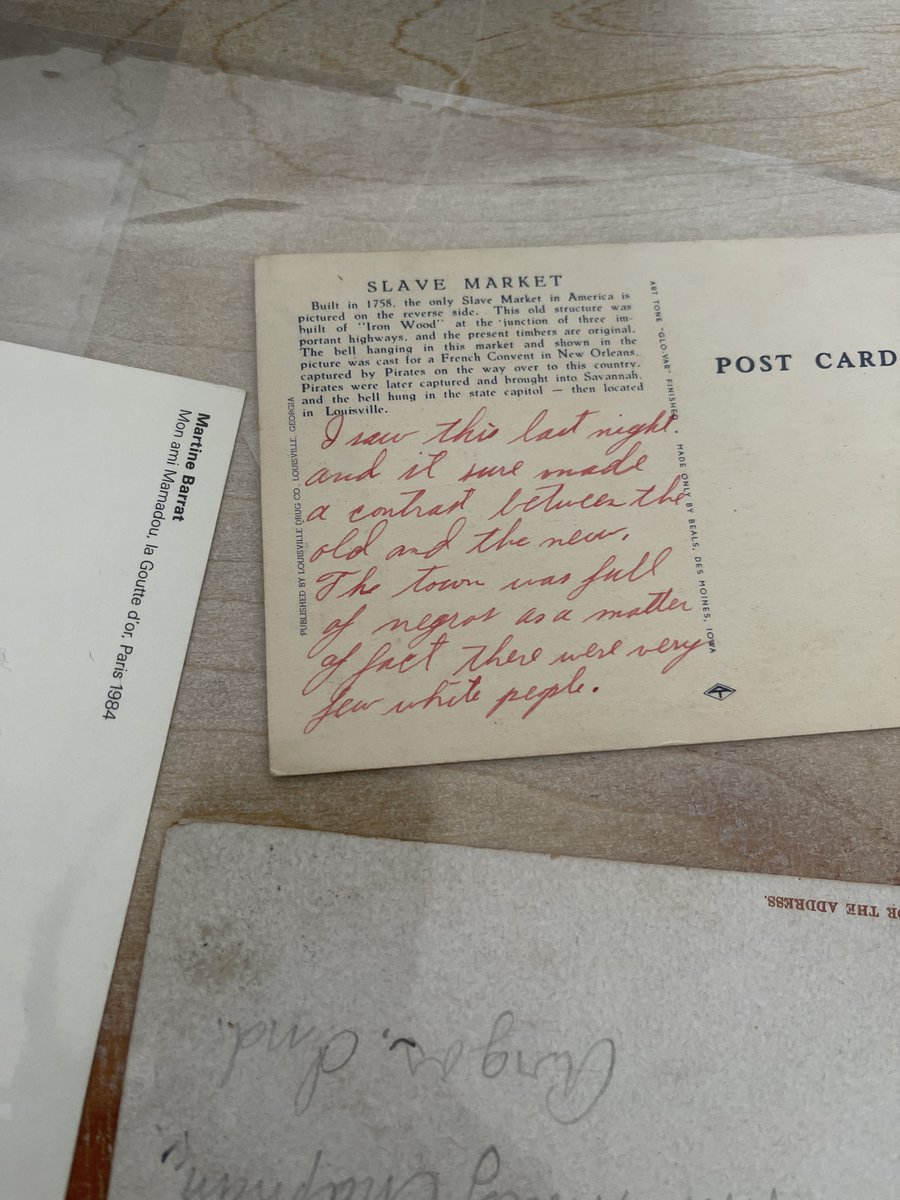 SLAVE MARKET
Built in 1758, the only Slave Market in America is
pictured on the reverse side. This old structure was
built of "Iron Wood" at the junction of three im-
portant highways, and the present timbers are original.
The bell hanging in this market and shown in the
picture was cast for a French Convent in New Orleans,
captured by Pirates on the way over to this country.
Pirates were later captured and brought into Savannah,
and the bell hung in the state capitol — then located
in Louisville.
I saw this last night
and it sure made
a contrast between the
old and the new.
The town was full
of negros as a matter
of fact there were very
few white people.
PUBLISHED BY LOUISVILLE DRUG CO., LOUISVILLE, GEORGIA
ART TONE "GLO-VAR" FINISHED • MADE ONLY BY BEALS, DES MOINES, IOWA
POST CARD
Martine Barrat
Mon ami Mamadou, la Goutte d'or, Paris 1984
OR THE ADDRESS.
Angola, Ind.
Chapman